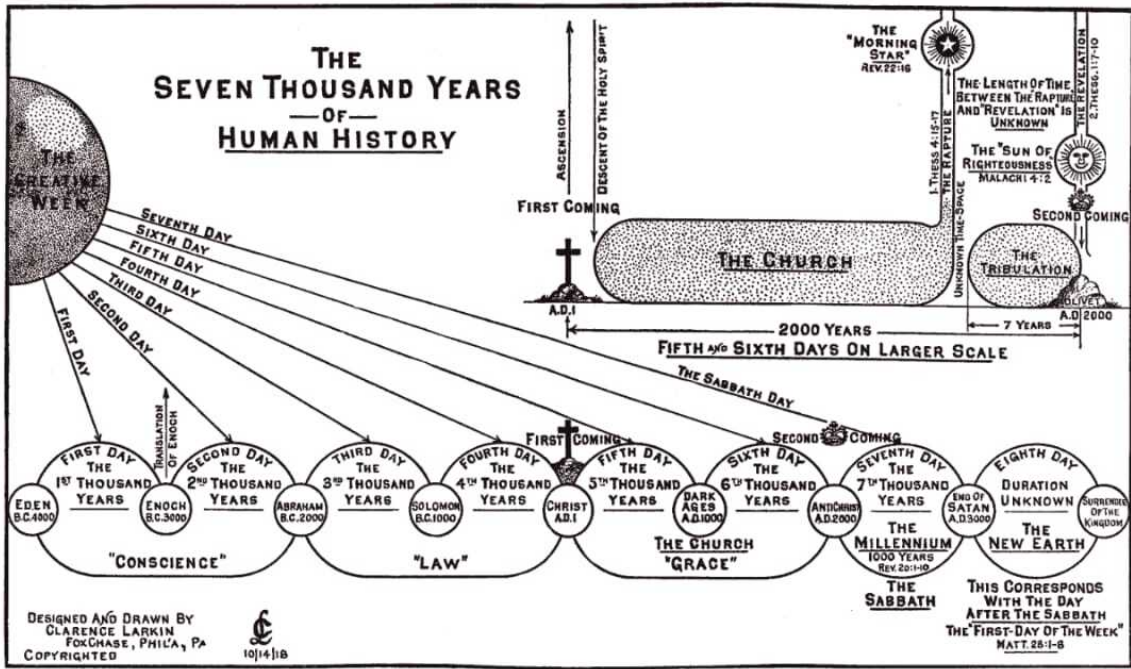 THE
SEVEN THOUSAND YEARS
OF
HUMAN HISTORY
THE
CREATIVE
WEEK
ASCENSION
DESCENT OF THE HOLY SPIRIT
FIRST COMING
A.D.1
THE CHURCH
1. THESS 4:15-17
THE RAPTURE
UNKNOWN TIME-SPACE
THE
"MORNING
STAR"
REV. 22:16
THE LENGTH OF TIME
BETWEEN THE "RAPTURE"
AND "REVELATION" IS
UNKNOWN
THE REVELATION
2. THESS. 1:7-10
THE "SUN OF
RIGHTEOUSNESS"
MALACHI 4:2
SECOND COMING
THE
TRIBULATION
OLIVET
A.D 2000
2000 YEARS
7 YEARS
FIFTH AND SIXTH DAYS ON LARGER SCALE
SEVENTH DAY
SIXTH DAY
FIFTH DAY
FOURTH DAY
THIRD DAY
SECOND DAY
FIRST DAY
THE SABBATH DAY
TRANSLATION
OF ENOCH
FIRST COMING
SECOND COMING
EDEN
B.C.4000
FIRST DAY
THE
1ST THOUSAND
YEARS
ENOCH
B.C.3000
SECOND DAY
THE
2ND THOUSAND
YEARS
ABRAHAM
B.C.2000
"CONSCIENCE"
THIRD DAY
THE
3RD THOUSAND
YEARS
SOLOMON
B.C.1000
FOURTH DAY
THE
4TH THOUSAND
YEARS
CHRIST
A.D.1
"LAW"
FIFTH DAY
THE
5TH THOUSAND
YEARS
DARK
AGES
A.D.1000
SIXTH DAY
THE
6TH THOUSAND
YEARS
ANTICHRIST
A.D.2000
THE CHURCH
"GRACE"
SEVENTH DAY
THE
7TH THOUSAND
YEARS
THE
MILLENNIUM
1000 YEARS
REV. 20:1-10
THE
SABBATH
END OF
SATAN
A.D.3000
EIGHTH DAY
DURATION
UNKNOWN
THE
NEW EARTH
SURRENDER
OF THE
KINGDOM
THIS CORRESPONDS
WITH THE DAY
AFTER THE SABBATH
THE "FIRST-DAY OF THE WEEK"
MATT. 28:1-8
DESIGNED AND DRAWN BY
CLARENCE LARKIN
FOX CHASE, PHIL'A, PA
COPYRIGHTED
CL
10/14/18